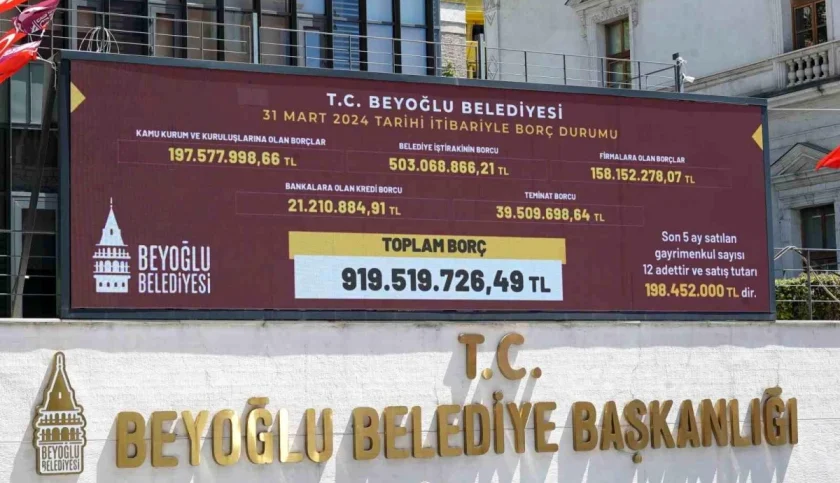 T.C. BEYOĞLU BELEDİYESİ
31 MART 2024 TARİHİ İTİBARİYLE BORÇ DURUMU
KAMU KURUM VE KURULUŞLARINA OLAN BORÇLAR
197.577.998,66 TL
BELEDİYE İŞTİRAKİNİN BORCU
503.068.866,21 TL
FİRMALARA OLAN BORÇLAR
158.152.278,07 TL
BANKALARA OLAN KREDİ BORCU
21.210.884,91 TL
TEMİNAT BORCU
39.509.698,64 TL
TOPLAM BORÇ
919.519.726,49 TL
BEYOĞLU
BELEDİYESİ
Son 5 ay satılan
gayrimenkul sayısı
12 adettir ve satış tutarı
198.452.000 TL dir.
T.C.
BEYOĞLU BELEDİYE BAŞKANLIĞI
BEYOĞLU
BELEDİYESİ